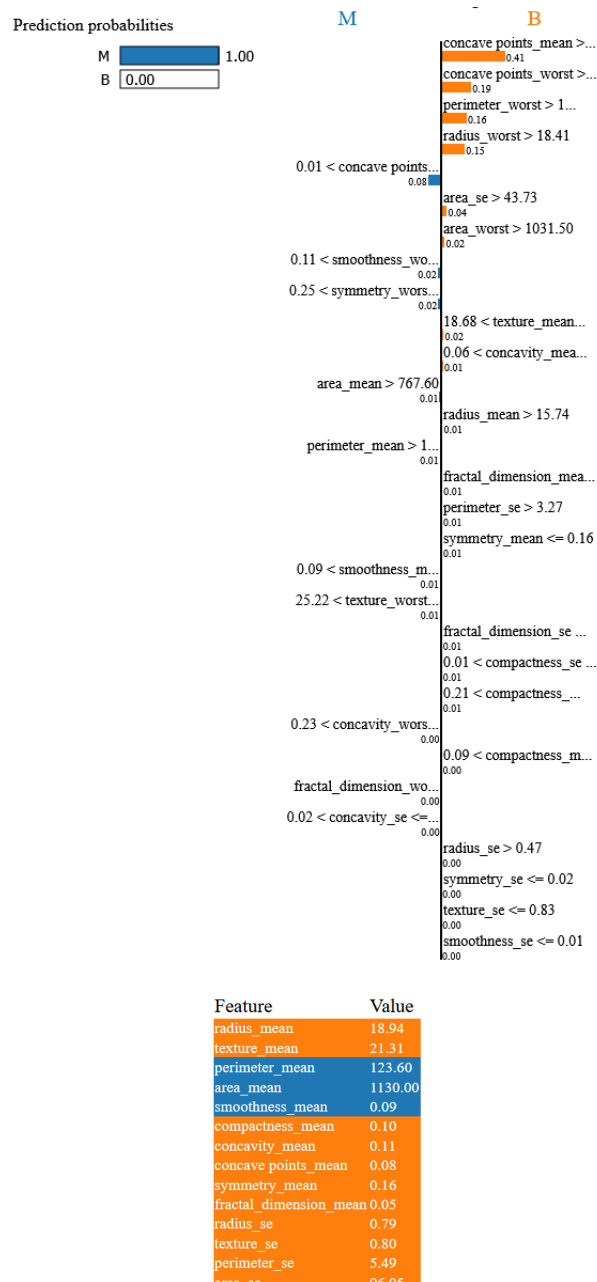 M
B
Prediction probabilities
M 1.00
B 0.00
concave points_mean >...
0.41
concave points_worst >...
0.19
perimeter_worst > 1...
0.16
radius_worst > 18.41
0.15
0.01 < concave points...
0.08
area_se > 43.73
0.04
area_worst > 1031.50
0.02
0.11 < smoothness_wo...
0.02
0.25 < symmetry_wors...
0.02
18.68 < texture_mean...
0.02
0.06 < concavity_mea...
0.01
area_mean > 767.60
0.01
radius_mean > 15.74
0.01
perimeter_mean > 1...
0.01
fractal_dimension_mea...
0.01
perimeter_se > 3.27
0.01
symmetry_mean <= 0.16
0.01
0.09 < smoothness_m...
0.01
25.22 < texture_worst...
0.01
fractal_dimension_se ...
0.01
0.01 < compactness_se ...
0.01
0.21 < compactness_...
0.01
0.23 < concavity_wors...
0.00
0.09 < compactness_m...
0.00
fractal_dimension_wo...
0.00
0.02 < concavity_se <=...
0.00
radius_se > 0.47
0.00
symmetry_se <= 0.02
0.00
texture_se <= 0.83
0.00
smoothness_se <= 0.01
0.00
Feature Value
radius_mean 18.94
texture_mean 21.31
perimeter_mean 123.60
area_mean 1130.00
smoothness_mean 0.09
compactness_mean 0.10
concavity_mean 0.11
concave points_mean 0.08
symmetry_mean 0.16
fractal_dimension_mean 0.05
radius_se 0.79
texture_se 0.80
perimeter_se 5.49